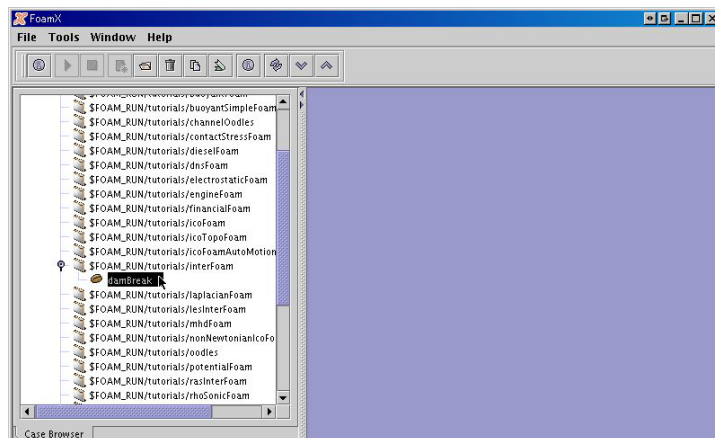 FoamX
File Tools Window Help
$FOAM_RUN/tutorials/buoyantSimpleFoam
$FOAM_RUN/tutorials/channelOodles
$FOAM_RUN/tutorials/contactStressFoam
$FOAM_RUN/tutorials/dieselFoam
$FOAM_RUN/tutorials/dnsFoam
$FOAM_RUN/tutorials/electrostaticFoam
$FOAM_RUN/tutorials/engineFoam
$FOAM_RUN/tutorials/financialFoam
$FOAM_RUN/tutorials/icoFoam
$FOAM_RUN/tutorials/icoTopoFoam
$FOAM_RUN/tutorials/icoFoamAutoMotion
$FOAM_RUN/tutorials/interFoam
damBreak
$FOAM_RUN/tutorials/laplacianFoam
$FOAM_RUN/tutorials/lesInterFoam
$FOAM_RUN/tutorials/mhdFoam
$FOAM_RUN/tutorials/nonNewtonianIcoFo
$FOAM_RUN/tutorials/oodles
$FOAM_RUN/tutorials/potentialFoam
$FOAM_RUN/tutorials/rasInterFoam
$FOAM_RUN/tutorials/rhoSonicFoam
Case Browser